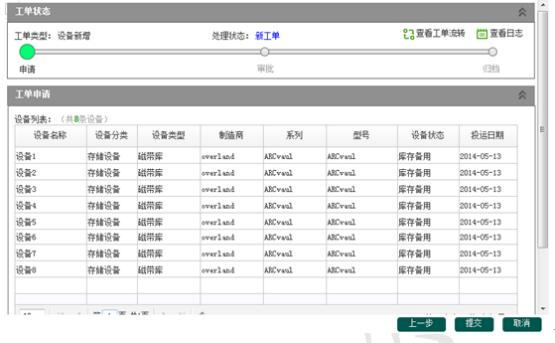 工单状态
工单类型: 设备新增 处理状态: 新工单 查看工单流转 查看日志
申请 审批 归档
工单申请
设备列表: (共8条设备)
设备名称 设备分类 设备类型 制造商 系列 型号 设备状态 投运日期
设备1 存储设备 磁带库 overland ARCvaul ARCvaul 库存备用 2014-05-13
设备2 存储设备 磁带库 overland ARCvaul ARCvaul 库存备用 2014-05-13
设备3 存储设备 磁带库 overland ARCvaul ARCvaul 库存备用 2014-05-13
设备4 存储设备 磁带库 overland ARCvaul ARCvaul 库存备用 2014-05-13
设备5 存储设备 磁带库 overland ARCvaul ARCvaul 库存备用 2014-05-13
设备6 存储设备 磁带库 overland ARCvaul ARCvaul 库存备用 2014-05-13
设备7 存储设备 磁带库 overland ARCvaul ARCvaul 库存备用 2014-05-13
设备8 存储设备 磁带库 overland ARCvaul ARCvaul 库存备用 2014-05-13
上一步 提交 取消